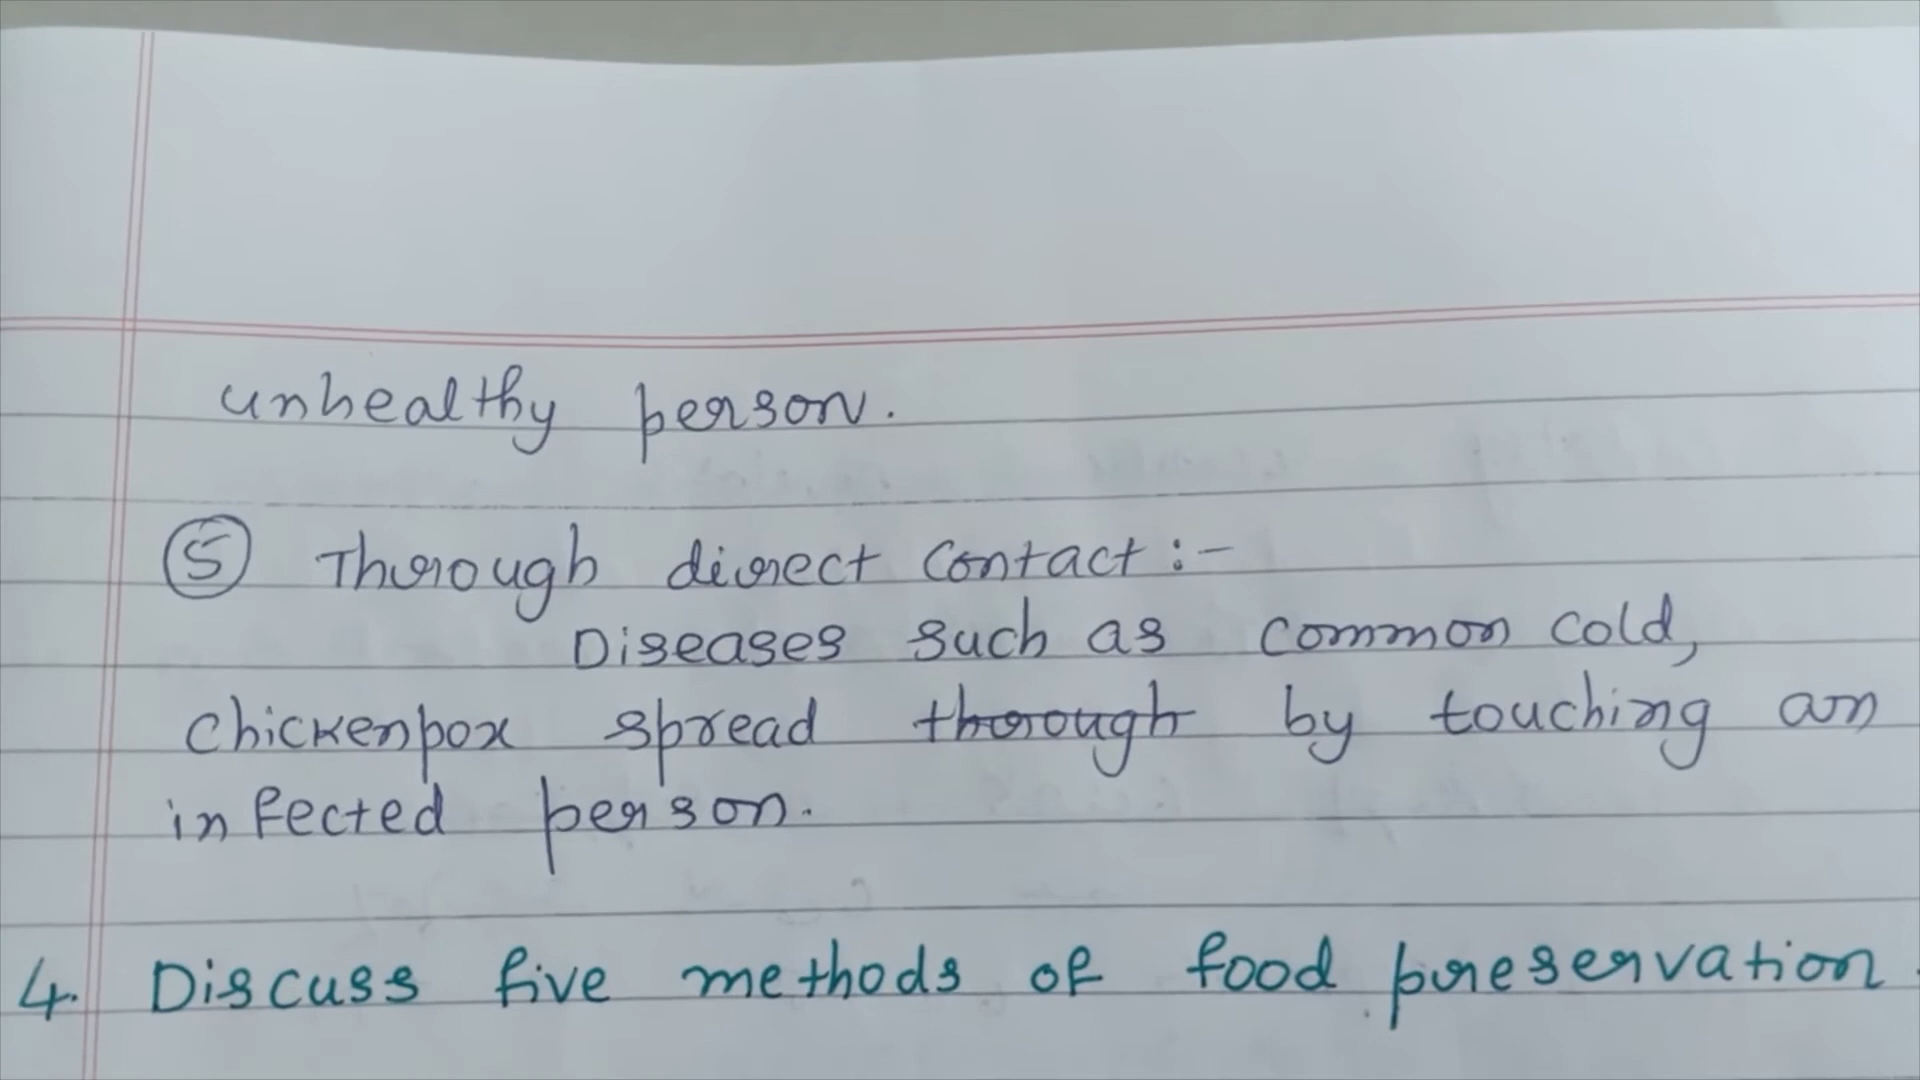 unhealthy person.
⑤ Through direct contact :-
Diseases such as common cold,
chickenpox spread ~~through~~ by touching an
infected person.
4. Discuss five methods of food preservation.